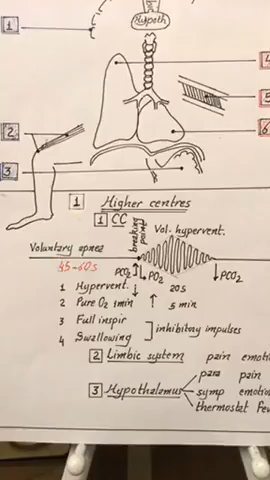 Hypoth
1
4
5
2
6
3
1 Higher centres
1 CC
Vol. hypervent.
breaking point
Voluntary apnea
45-60s
PCO2 ↑ ↓ PO2 ↓ PCO2
1 Hypervent. ↓ 20s
2 Pure O2 1min ↑ 5 min
3 Full inspir
4 Swallowing ] inhibitory impulses
2 Limbic system pain emoti
3 Hypothalamus
para pain
symp emotio
thermostat Fev